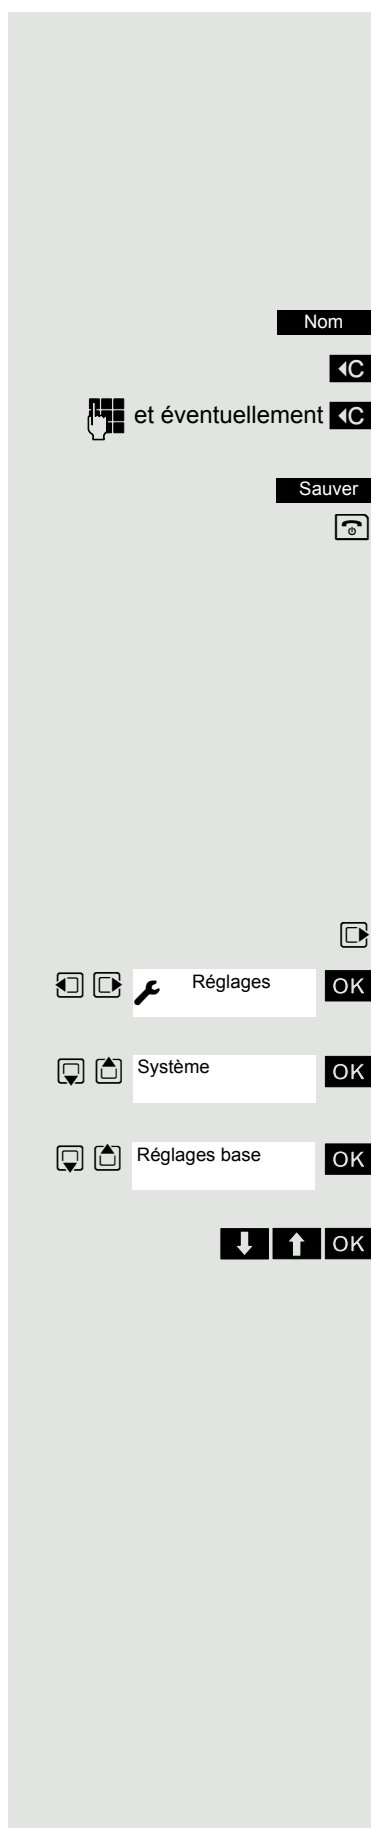 Nom
C
et éventuellement C
Sauver
Réglages OK
Système OK
Réglages base OK
OK